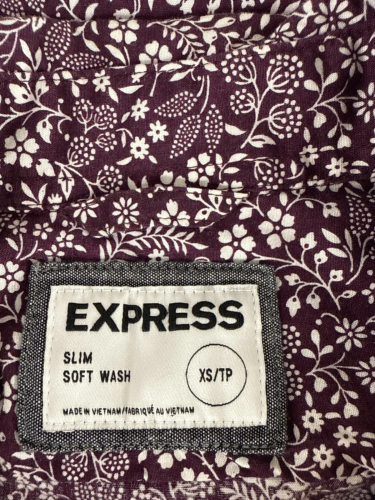 EXPRESS
SLIM
SOFT WASH
XS/TP
MADE IN VIETNAM/FABRIQUÉ AU VIETNAM